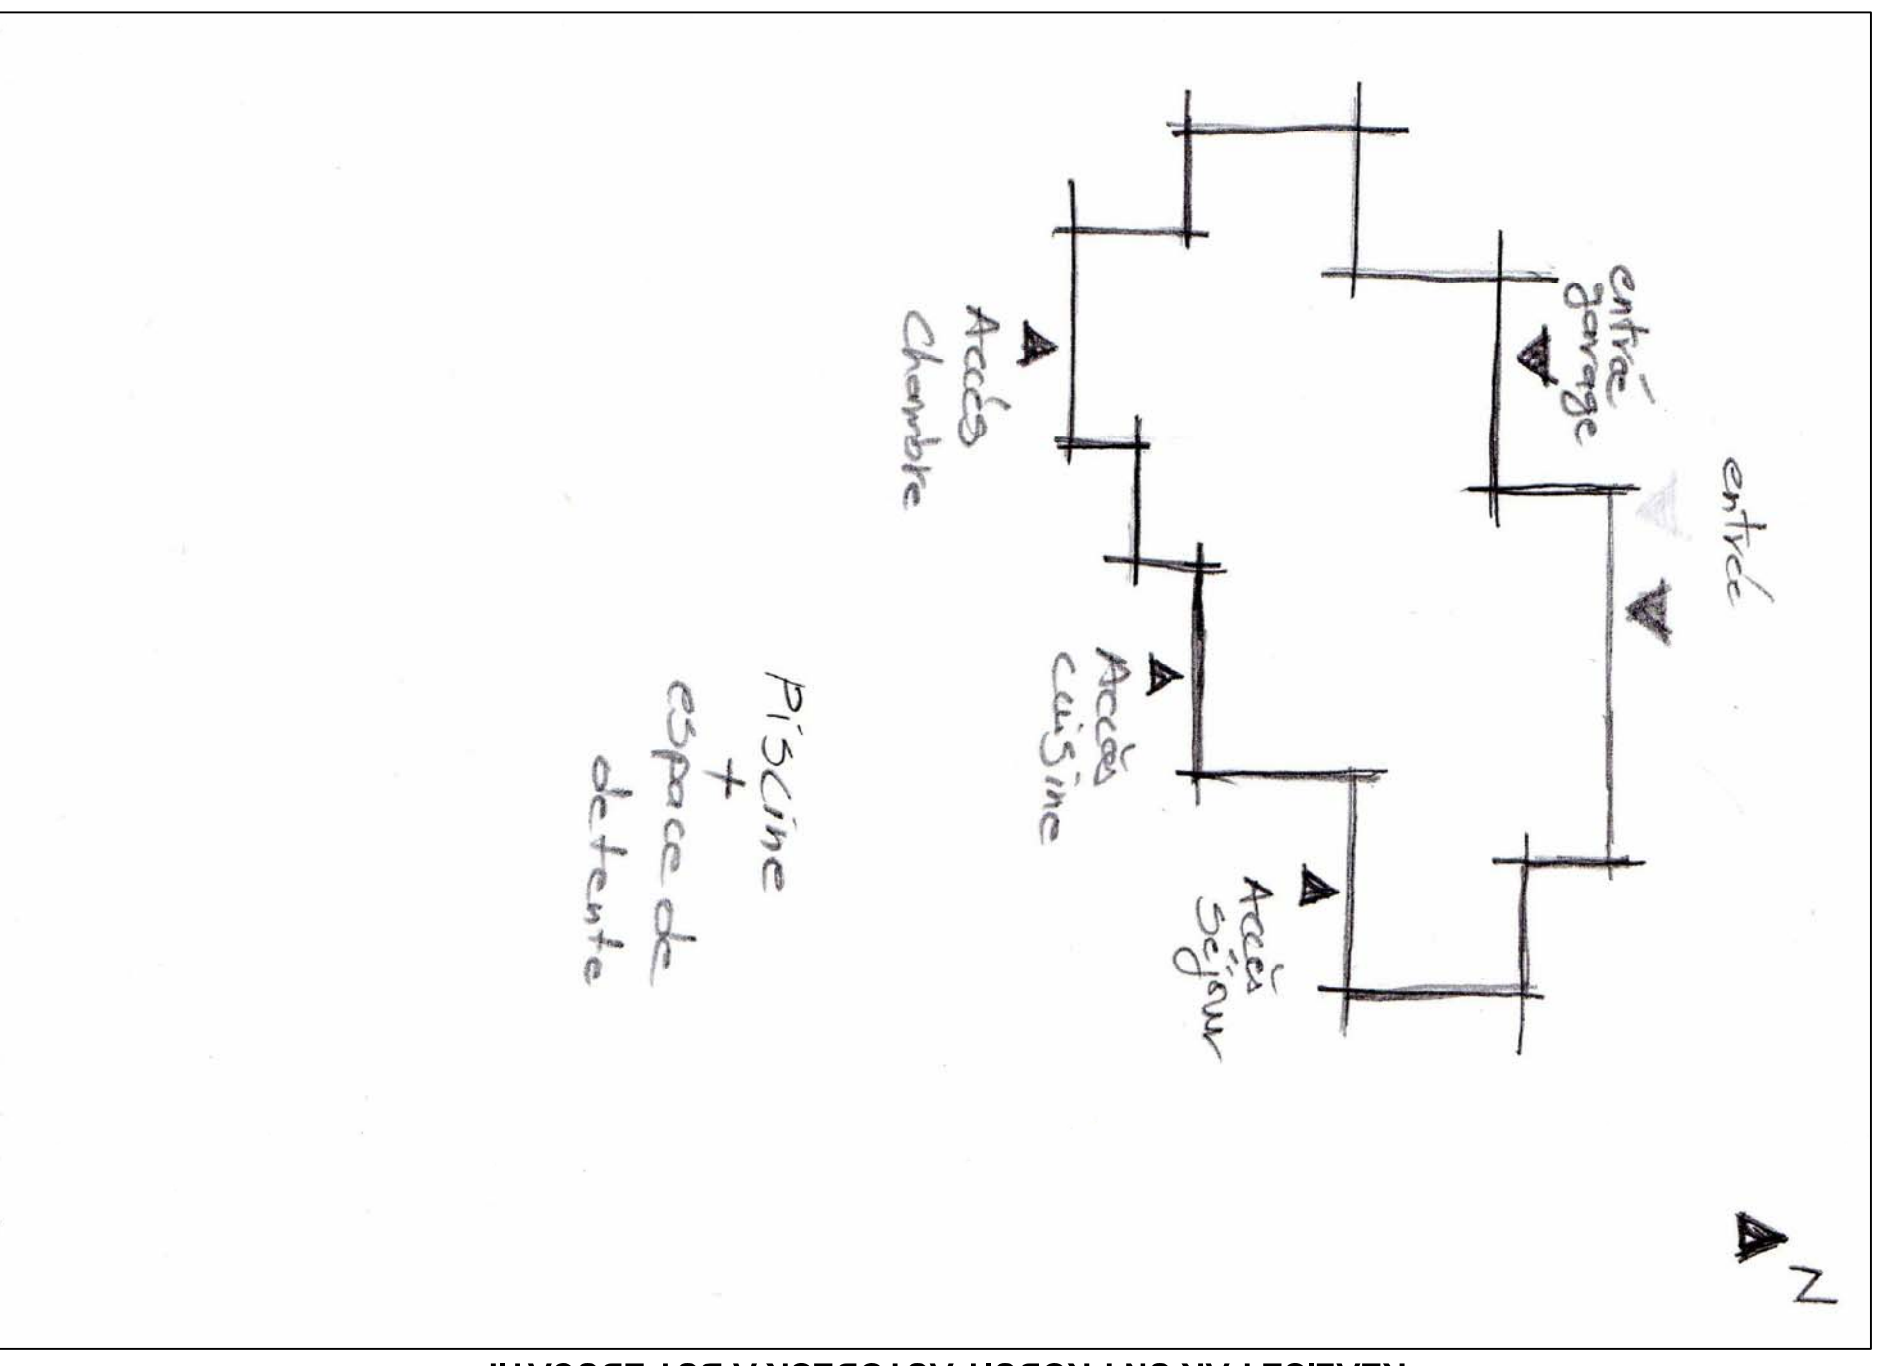 N
entrée
entrée
garage
Accès
Séjour
Accès
cuisine
Accès
Chambre
Piscine
+
espace de
detente